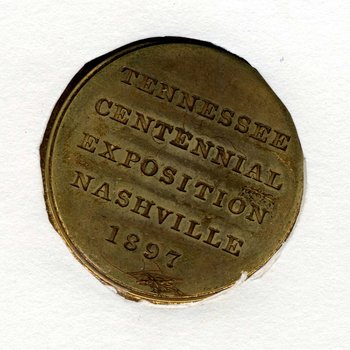 TENNESSEE
CENTENNIAL
EXPOSITION
NASHVILLE
1897